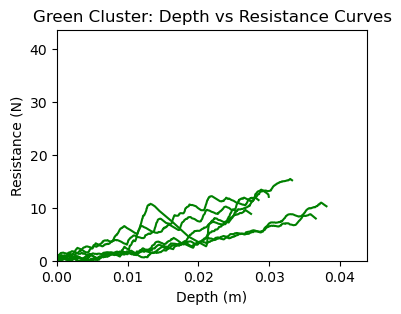 Green Cluster: Depth vs Resistance Curves
Resistance (N)
40
30
20
10
0
0.00 0.01 0.02 0.03 0.04
Depth (m)